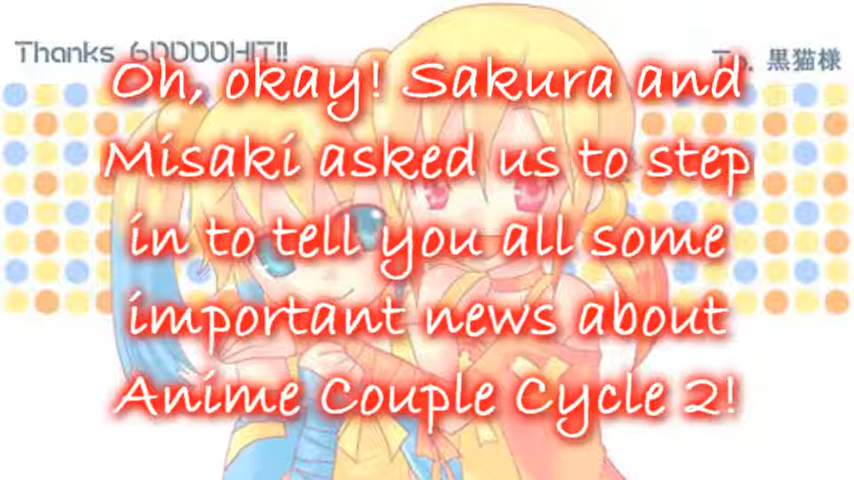 Thanks 60000HIT!!
To. 黒猫様
Oh, okay! Sakura and
Misaki asked us to step
in to tell you all some
important news about
Anime Couple Cycle 2!